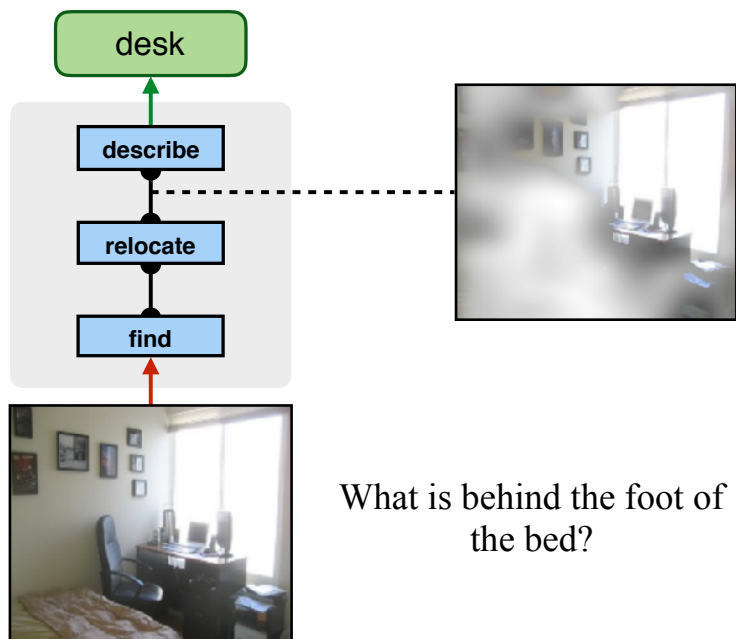 desk
describe
relocate
find
What is behind the foot of
the bed?